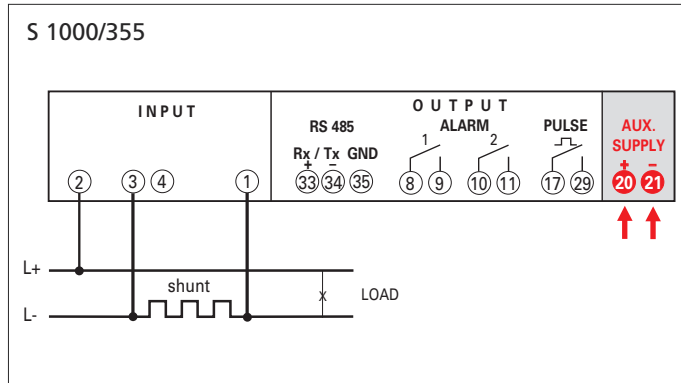 S 1000/355
INPUT
OUTPUT
RS 485
ALARM
PULSE
AUX.
SUPPLY
1
2
Rx / Tx GND
+
−
+
−
2
3
4
1
33
34
35
8
9
10
11
17
29
20
21
L+
shunt
x
LOAD
L-